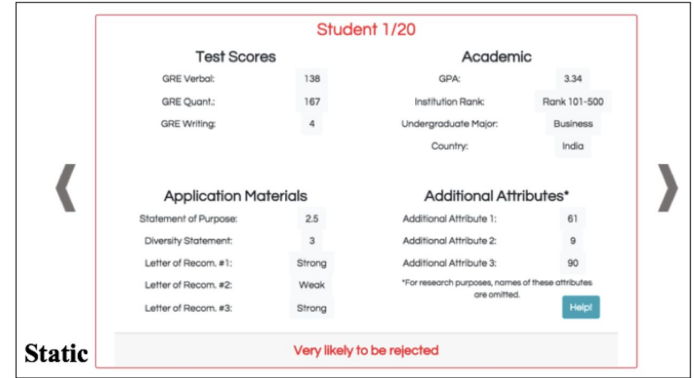 Student 1/20
Test Scores
GRE Verbal: 138
GRE Quant.: 167
GRE Writing: 4
Academic
GPA: 3.34
Institution Rank: Rank 101-500
Undergraduate Major: Business
Country: India
Application Materials
Statement of Purpose: 2.5
Diversity Statement: 3
Letter of Recom. #1: Strong
Letter of Recom. #2: Weak
Letter of Recom. #3: Strong
Additional Attributes*
Additional Attribute 1: 61
Additional Attribute 2: 9
Additional Attribute 3: 90
*For research purposes, names of these attributes
are omitted.
Help!
Static
Very likely to be rejected